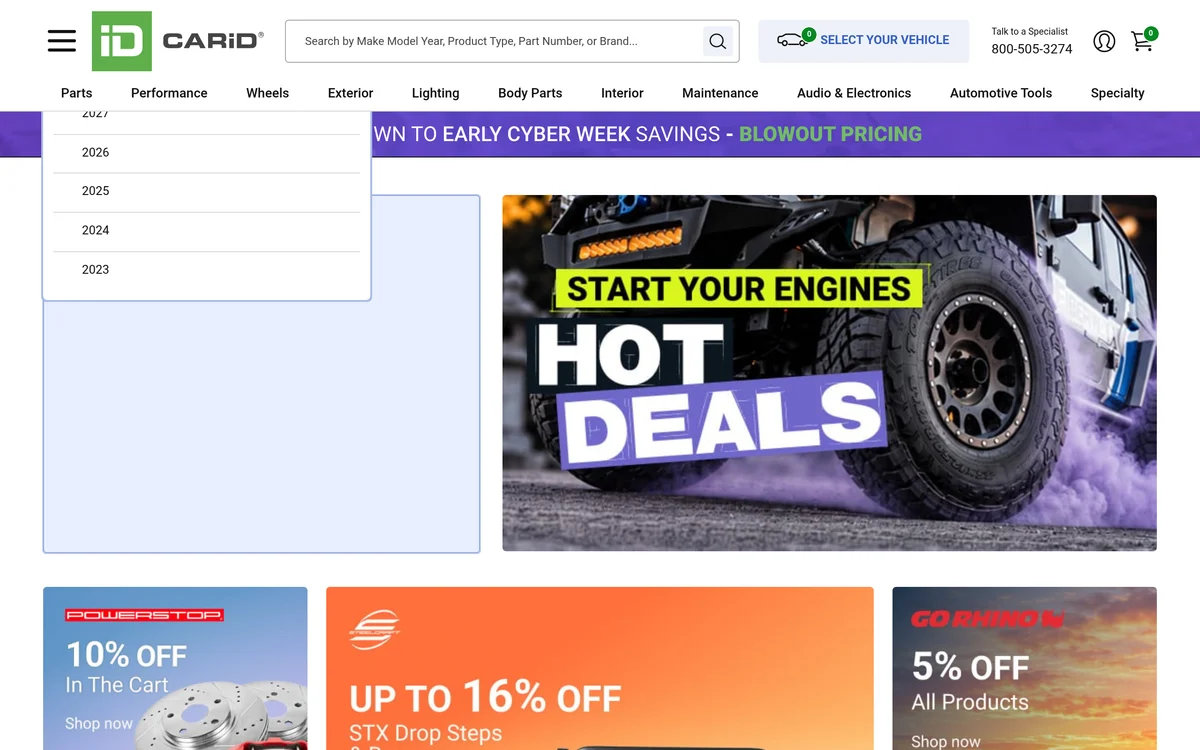 iD CARiD®
Search by Make Model Year, Product Type, Part Number, or Brand...
0
SELECT YOUR VEHICLE
Talk to a Specialist
800-505-3274
0
Parts
Performance
Wheels
Exterior
Lighting
Body Parts
Interior
Maintenance
Audio & Electronics
Automotive Tools
Specialty
2027
2026
2025
2024
2023
WN TO EARLY CYBER WEEK SAVINGS - BLOWOUT PRICING
START YOUR ENGINES
HOT
DEALS
POWERSTOP
10% OFF
In The Cart
Shop now
STEELCRAFT
UP TO 16% OFF
STX Drop Steps
GO RHINO
5% OFF
All Products
Shop now